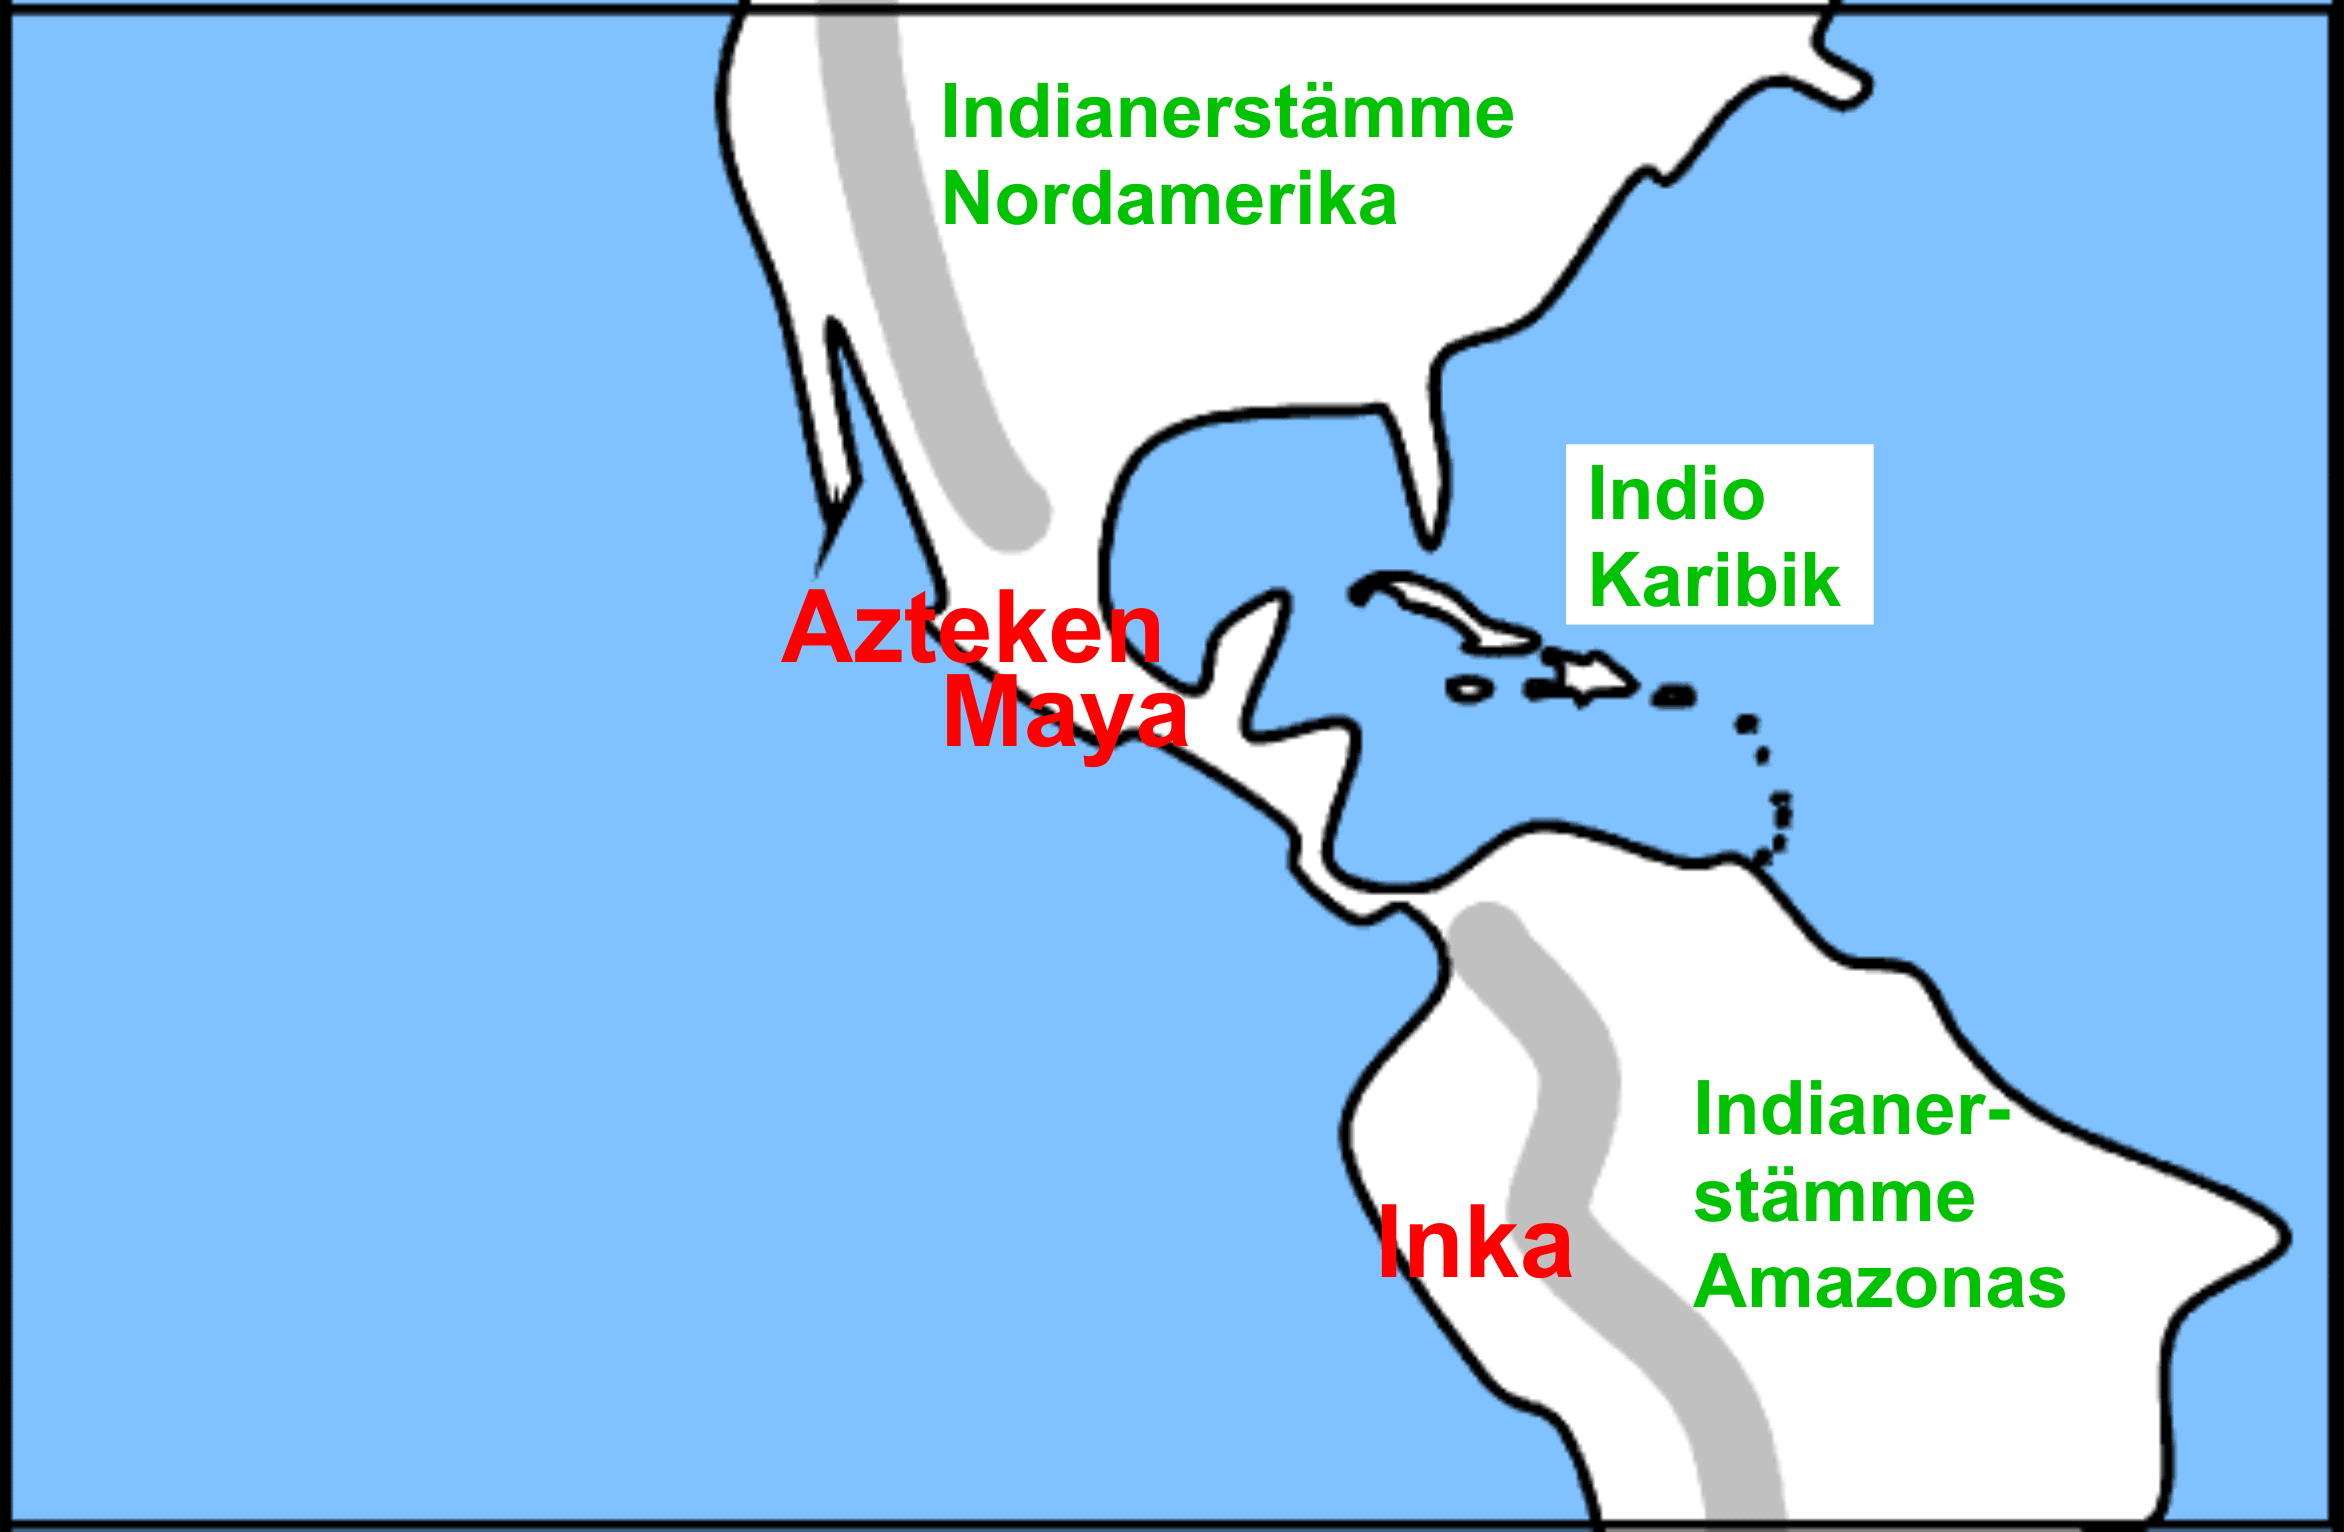 Indianerstämme
Nordamerika
Indio
Karibik
Azteken
Maya
Indianer-
stämme
Amazonas
Inka